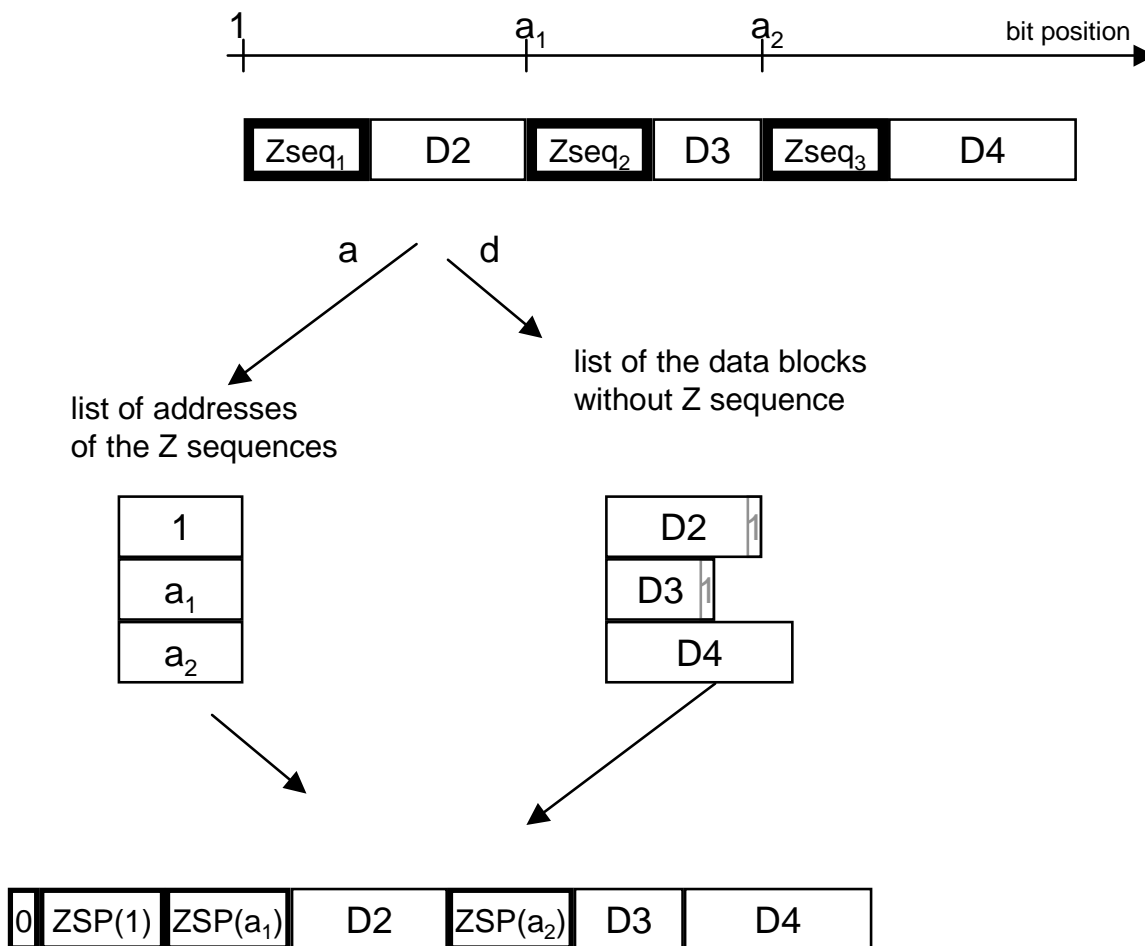 1 a₁ a₂ bit position
Zseq₁ D2 Zseq₂ D3 Zseq₃ D4
a d
list of the data blocks
without Z sequence
list of addresses
of the Z sequences
1 D2 1
a₁ D3 1
a₂ D4
0 ZSP(1) ZSP(a₁) D2 ZSP(a₂) D3 D4